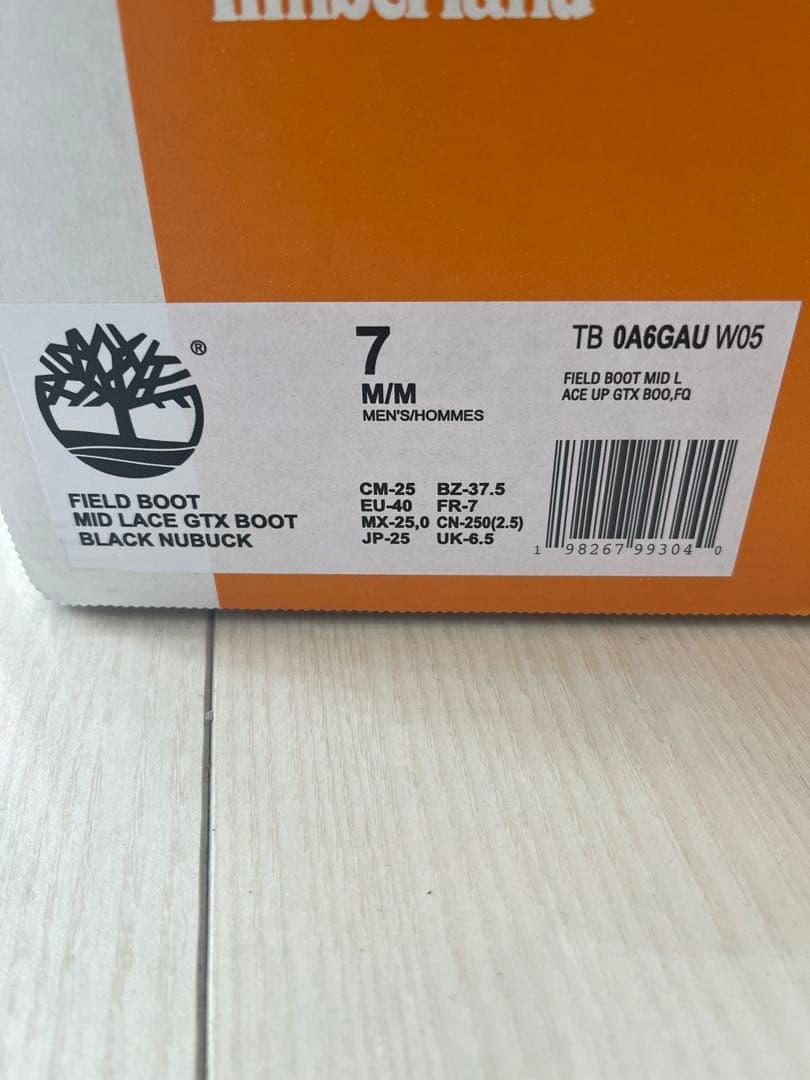 Timberland
®
7
M/M
MEN'S/HOMMES
TB 0A6GAU W05
FIELD BOOT MID L
ACE UP GTX BOO,FQ
FIELD BOOT
MID LACE GTX BOOT
BLACK NUBUCK
CM-25 BZ-37.5
EU-40 FR-7
MX-25,0 CN-250(2.5)
JP-25 UK-6.5
1 98267 99304 0